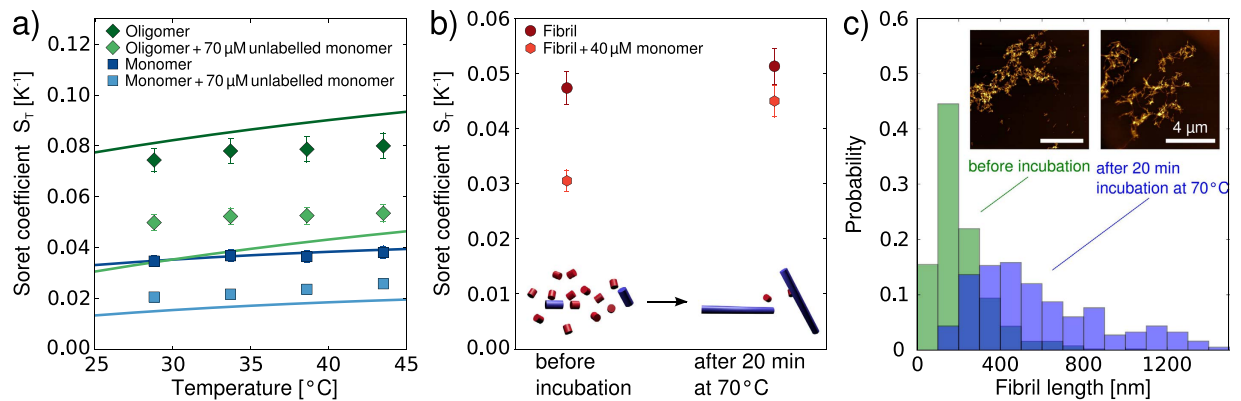 a)
Soret coefficient S_T [K⁻¹]
0.13
0.12
0.10
0.08
0.06
0.04
0.02
0.00
Oligomer
Oligomer + 70 μM unlabelled monomer
Monomer
Monomer + 70 μM unlabelled monomer
25
30
35
40
45
Temperature [°C]
b)
Soret coefficient S_T [K⁻¹]
0.06
0.05
0.04
0.03
0.02
0.01
0.00
Fibril
Fibril + 40 μM monomer
before
incubation
after 20 min
at 70°C
c)
Probability
0.6
0.5
0.4
0.3
0.2
0.1
0.0
4 μm
before incubation
after 20 min
incubation at 70°C
0
400
800
1200
Fibril length [nm]